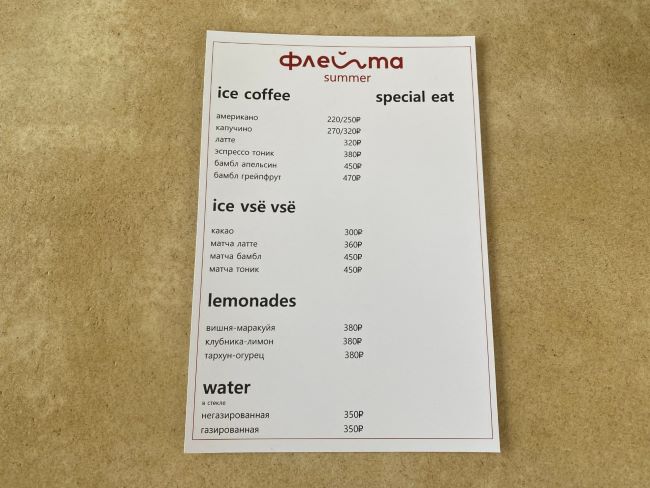 флейта
summer
ice coffee
special eat
американо 220/250₽
капучино 270/320₽
латте 320₽
эспрессо тоник 380₽
бамбл апельсин 450₽
бамбл грейпфрут 470₽
ice vsё vsё
какао 300₽
матча латте 360₽
матча бамбл 450₽
матча тоник 450₽
lemonades
вишня-маракуйя 380₽
клубника-лимон 380₽
тархун-огурец 380₽
water
в стекле
негазированная 350₽
газированная 350₽